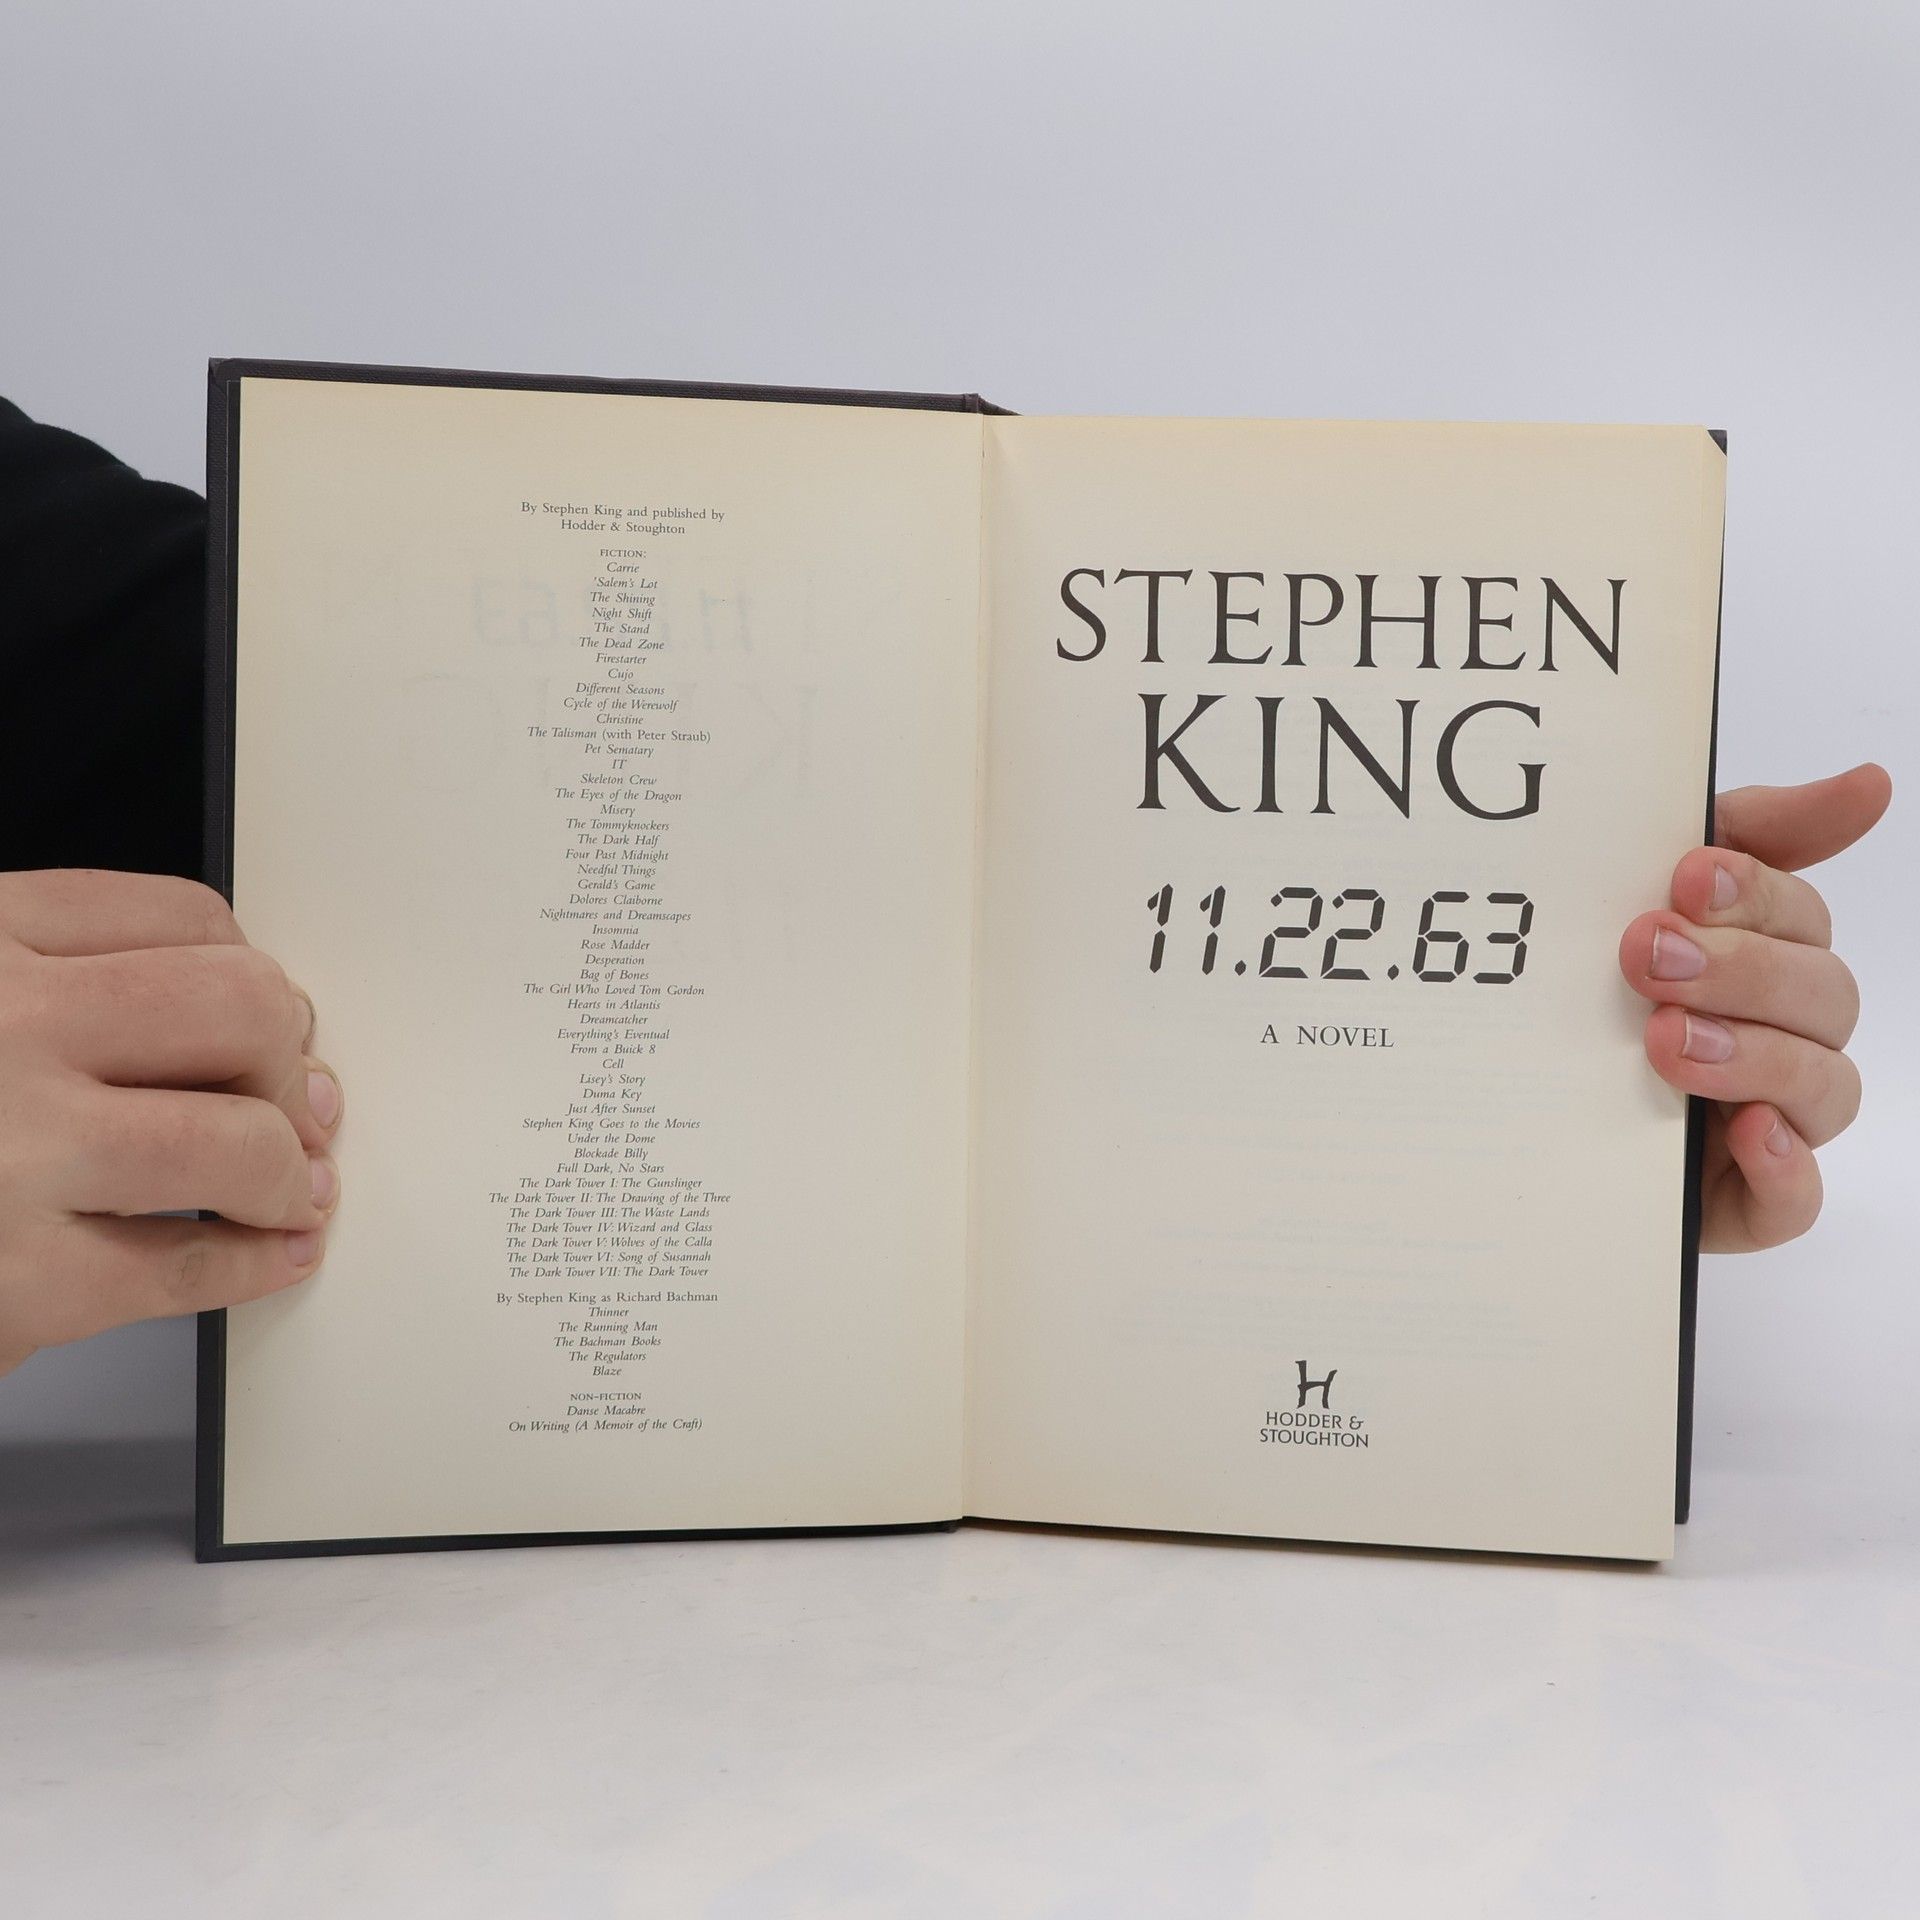 By Stephen King and published by
Hodder & Stoughton
FICTION:
Carrie
'Salem's Lot
The Shining
Night Shift
The Stand
The Dead Zone
Firestarter
Cujo
Different Seasons
Cycle of the Werewolf
Christine
The Talisman (with Peter Straub)
Pet Sematary
IT
Skeleton Crew
The Eyes of the Dragon
Misery
The Tommyknockers
The Dark Half
Four Past Midnight
Needful Things
Gerald's Game
Dolores Claiborne
Nightmares and Dreamscapes
Insomnia
Rose Madder
Desperation
Bag of Bones
The Girl Who Loved Tom Gordon
Hearts in Atlantis
Dreamcatcher
Everything's Eventual
From a Buick 8
Cell
Lisey's Story
Duma Key
Just After Sunset
Stephen King Goes to the Movies
Under the Dome
Blockade Billy
Full Dark, No Stars
The Dark Tower I: The Gunslinger
The Dark Tower II: The Drawing of the Three
The Dark Tower III: The Waste Lands
The Dark Tower IV: Wizard and Glass
The Dark Tower V: Wolves of the Calla
The Dark Tower VI: Song of Susannah
The Dark Tower VII: The Dark Tower
By Stephen King as Richard Bachman
Thinner
The Running Man
The Bachman Books
The Regulators
Blaze
NON-FICTION
Danse Macabre
On Writing (A Memoir of the Craft)
STEPHEN
KING
11.22.63
A NOVEL
H
HODDER &
STOUGHTON